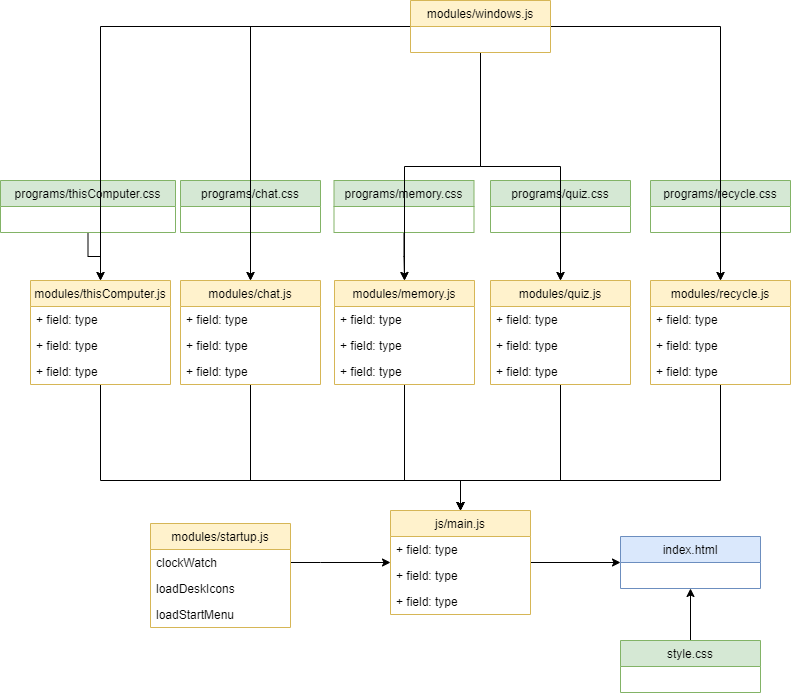 modules/windows.js
programs/thisComputer.css
programs/chat.css
programs/memory.css
programs/quiz.css
programs/recycle.css
modules/thisComputer.js
+ field: type
+ field: type
+ field: type
modules/chat.js
+ field: type
+ field: type
+ field: type
modules/memory.js
+ field: type
+ field: type
+ field: type
modules/quiz.js
+ field: type
+ field: type
+ field: type
modules/recycle.js
+ field: type
+ field: type
+ field: type
modules/startup.js
clockWatch
loadDeskIcons
loadStartMenu
js/main.js
+ field: type
+ field: type
+ field: type
index.html
style.css